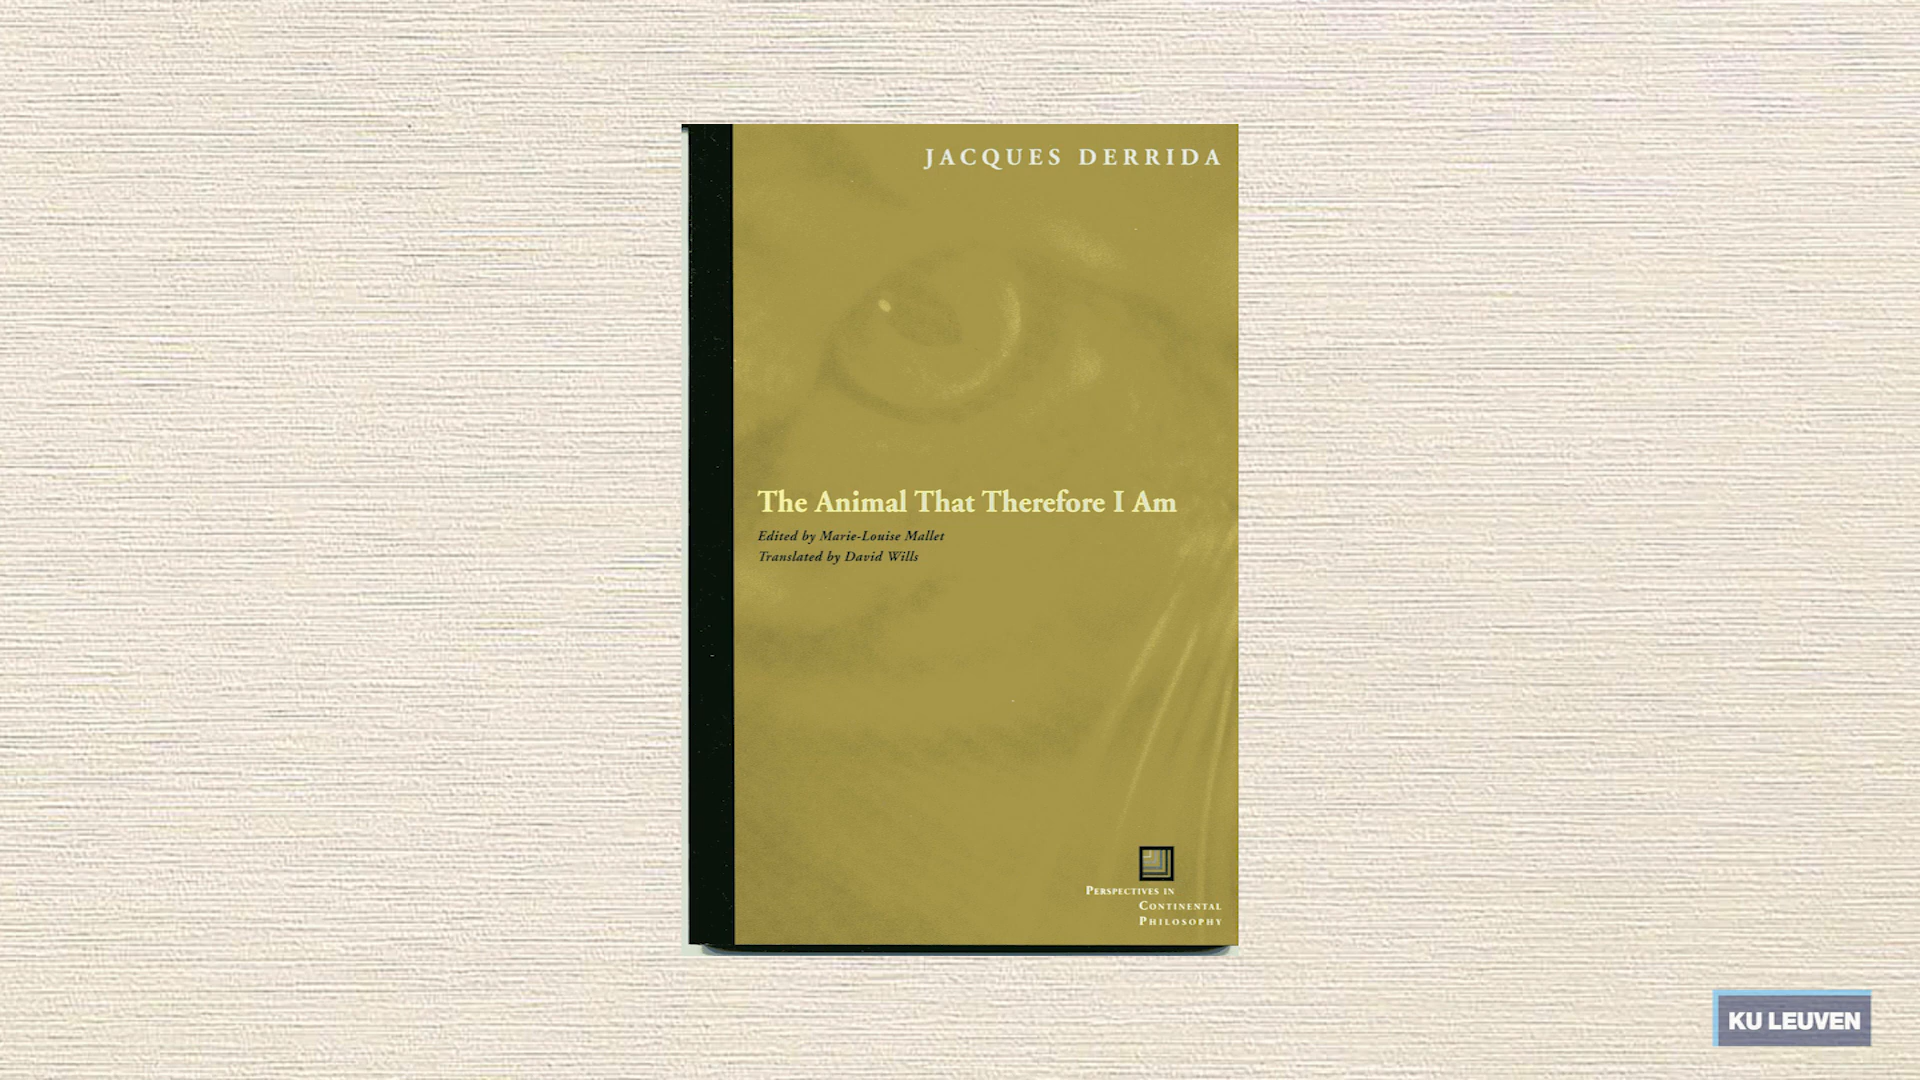 JACQUES DERRIDA
The Animal That Therefore I Am
Edited by Marie-Louise Mallet
Translated by David Wills
PERSPECTIVES IN
CONTINENTAL
PHILOSOPHY
KU LEUVEN